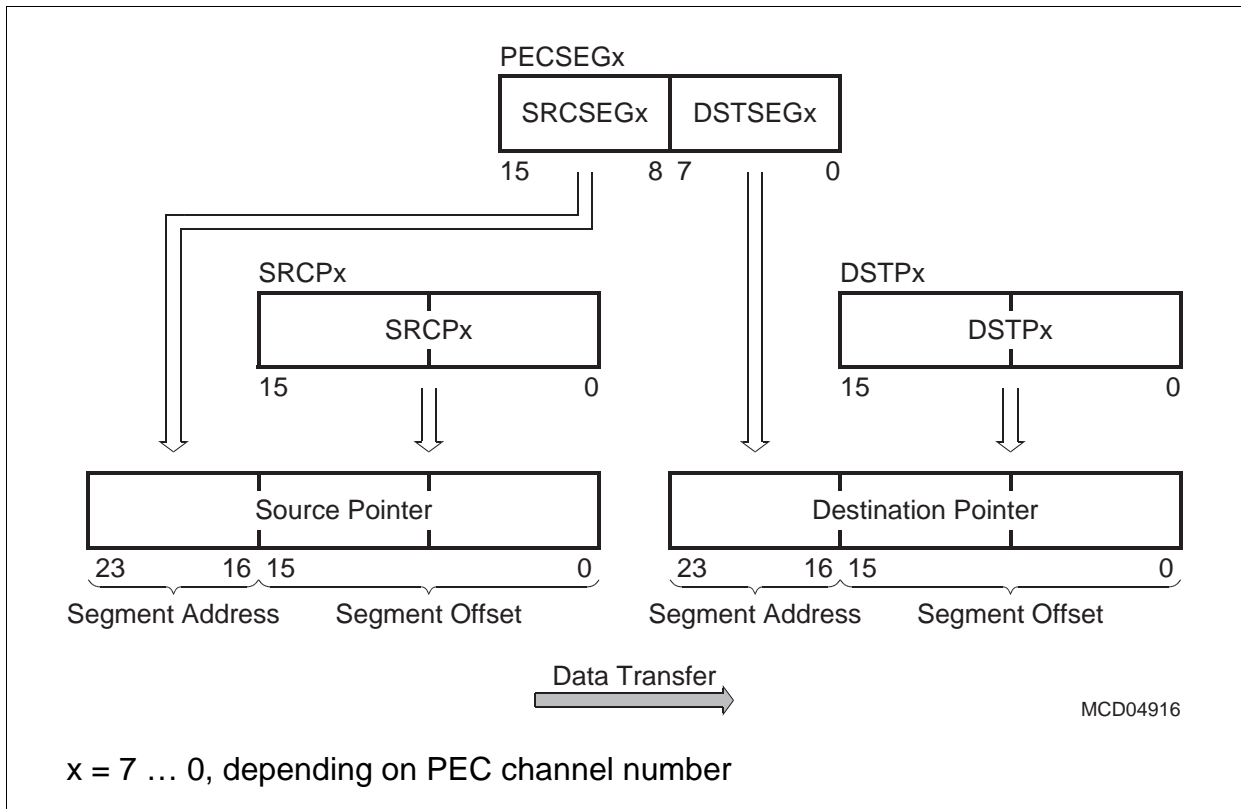 PECSEGx
SRCSEGx DSTSEGx
15 8 7 0
SRCPx DSTPx
SRCPx DSTPx
15 0 15 0
Source Pointer Destination Pointer
23 16 15 0 23 16 15 0
Segment Address Segment Offset Segment Address Segment Offset
Data Transfer
MCD04916
x = 7 … 0, depending on PEC channel number